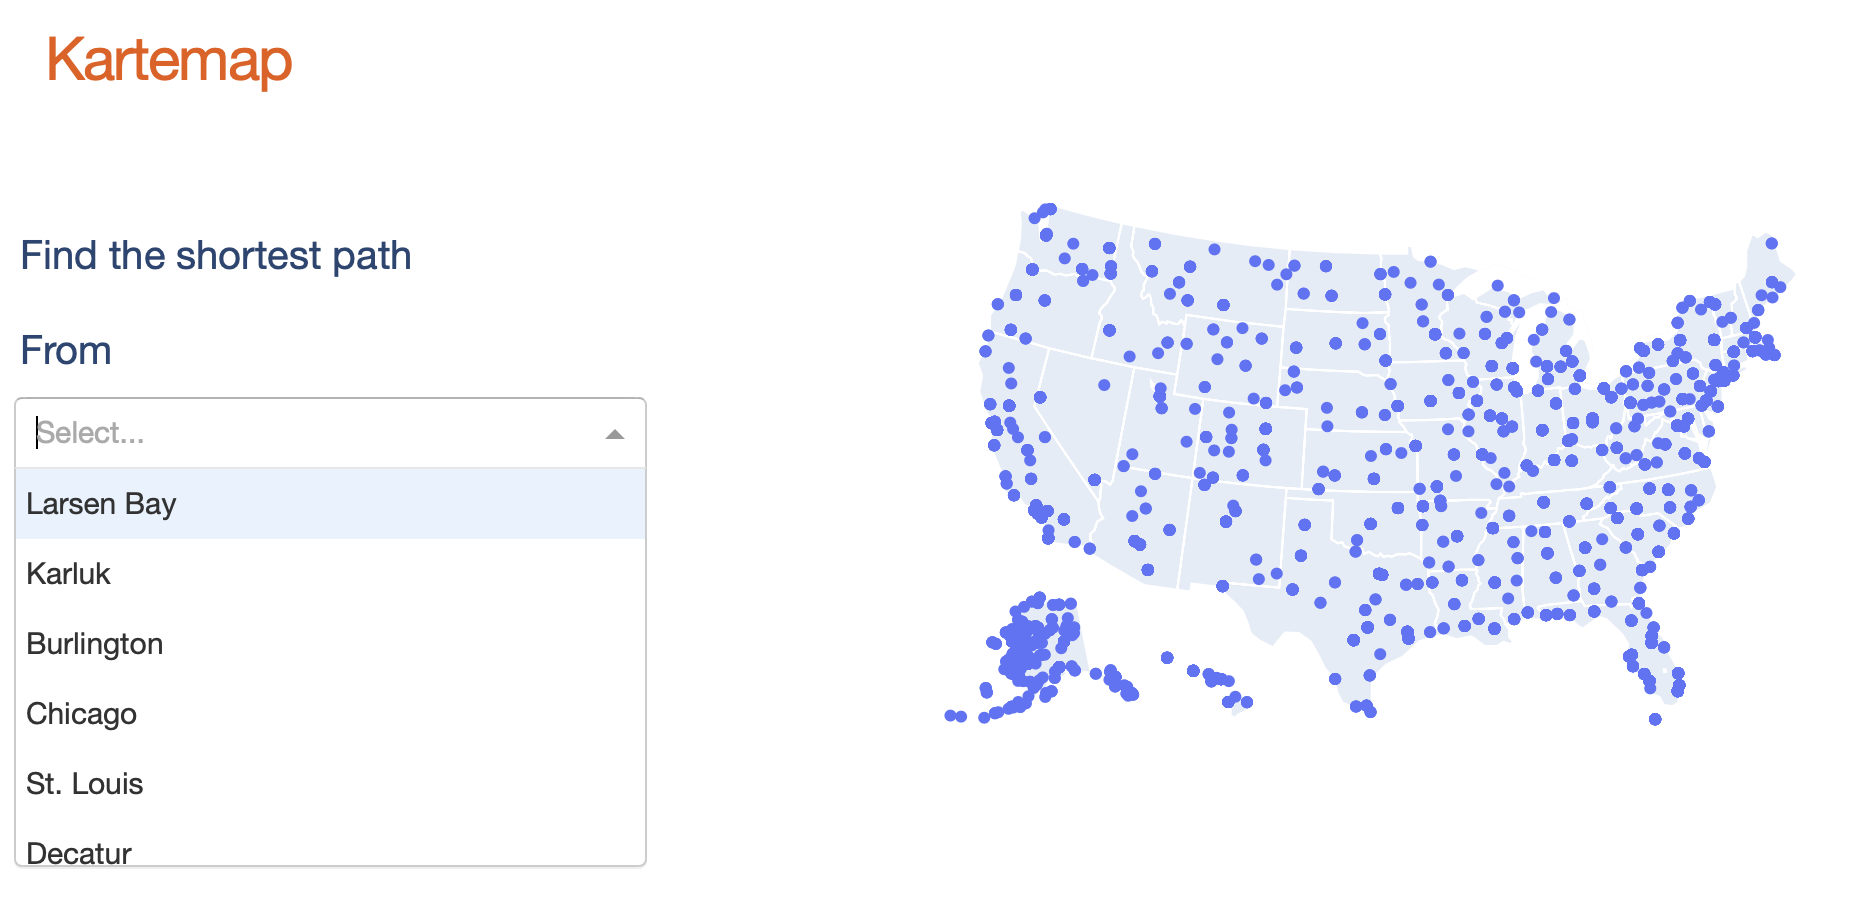 Kartemap
Find the shortest path
From
Select...
Larsen Bay
Karluk
Burlington
Chicago
St. Louis
Decatur